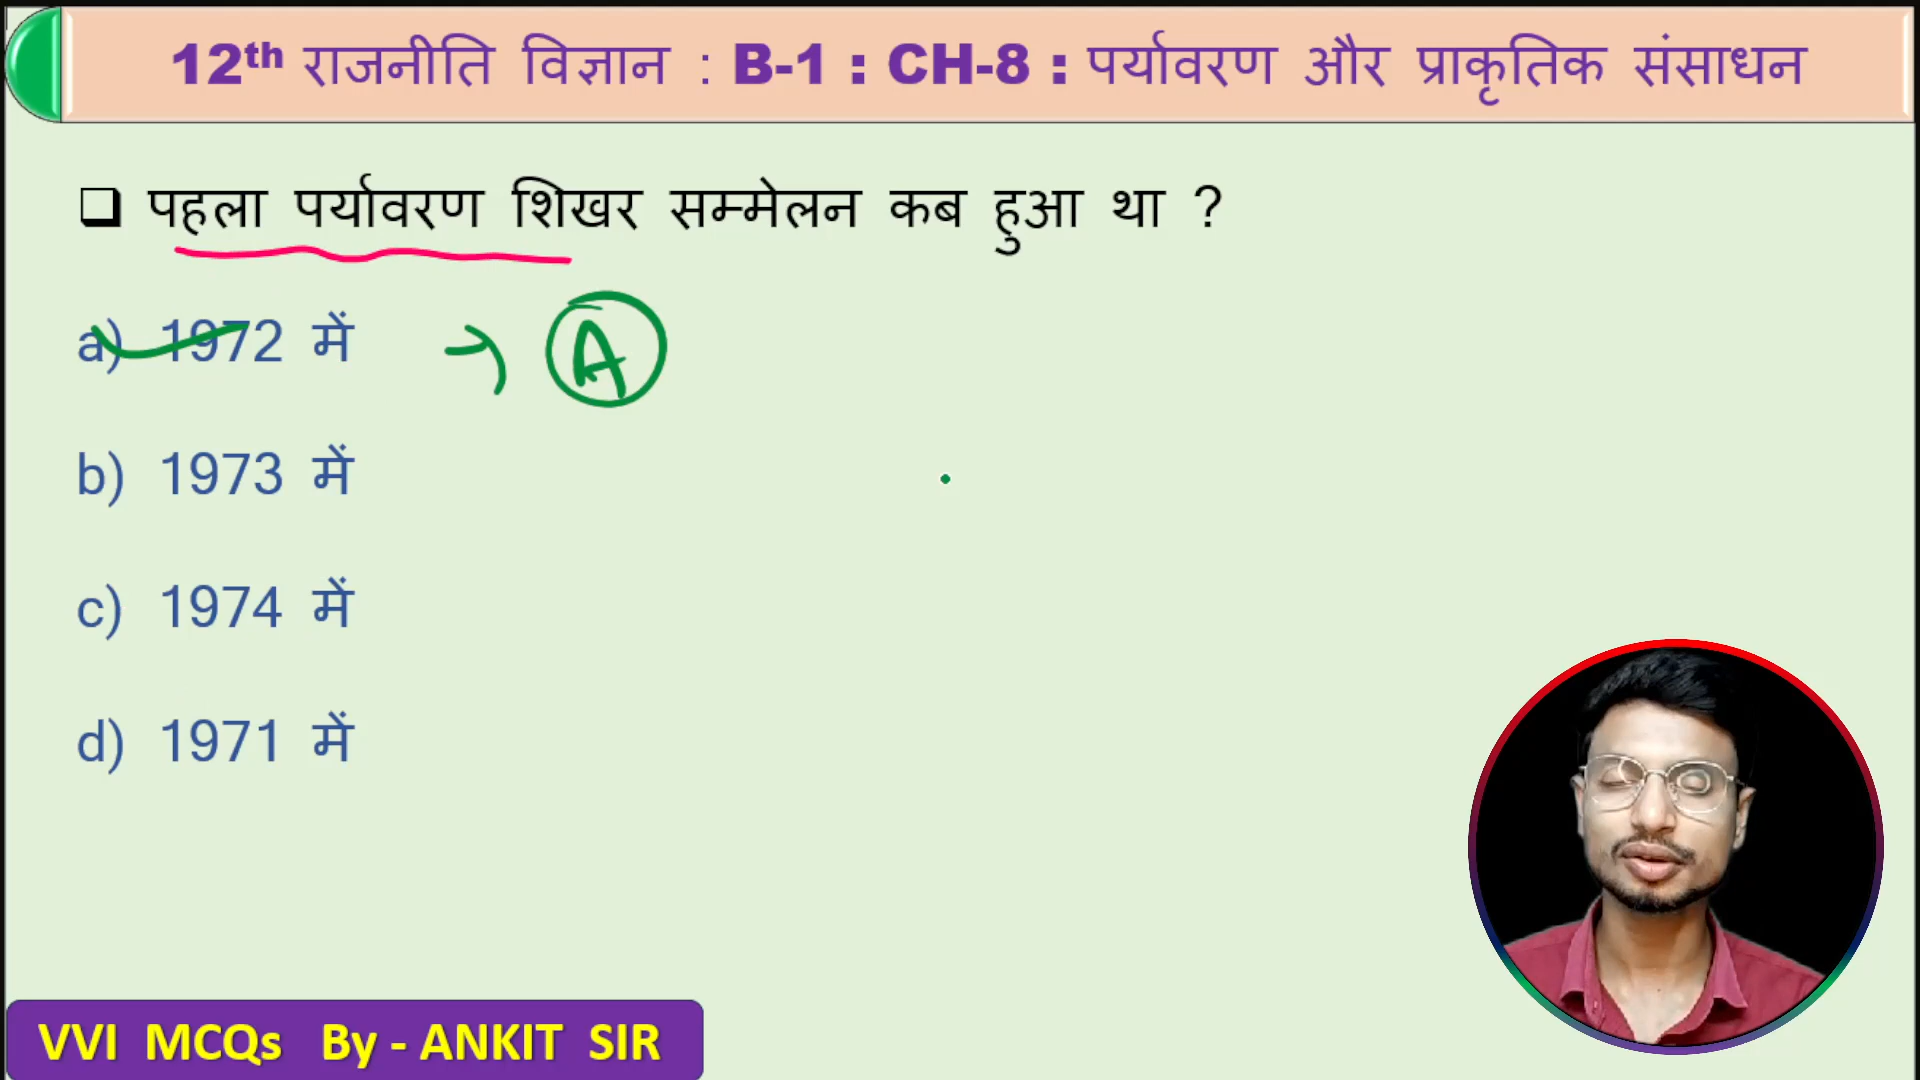 12th राजनीति विज्ञान : B-1 : CH-8 : पर्यावरण और प्राकृतिक संसाधन
❑ पहला पर्यावरण शिखर सम्मेलन कब हुआ था ?
a) 1972 में → A
b) 1973 में
c) 1974 में
d) 1971 में
VVI MCQs By - ANKIT SIR